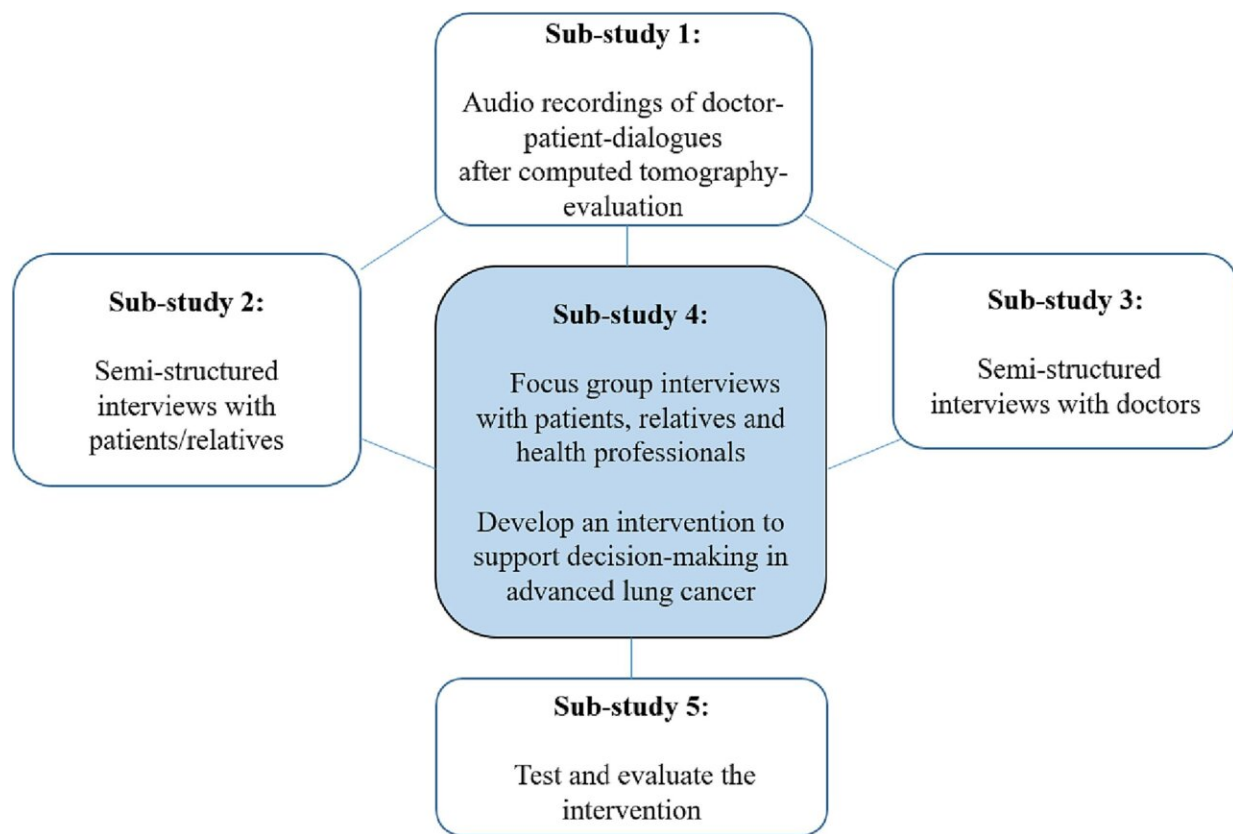 Sub-study 1:
Audio recordings of doctor-
patient-dialogues
after computed tomography-
evaluation
Sub-study 2:
Semi-structured
interviews with
patients/relatives
Sub-study 4:
Focus group interviews
with patients, relatives and
health professionals
Develop an intervention to
support decision-making in
advanced lung cancer
Sub-study 3:
Semi-structured
interviews with doctors
Sub-study 5:
Test and evaluate the
intervention